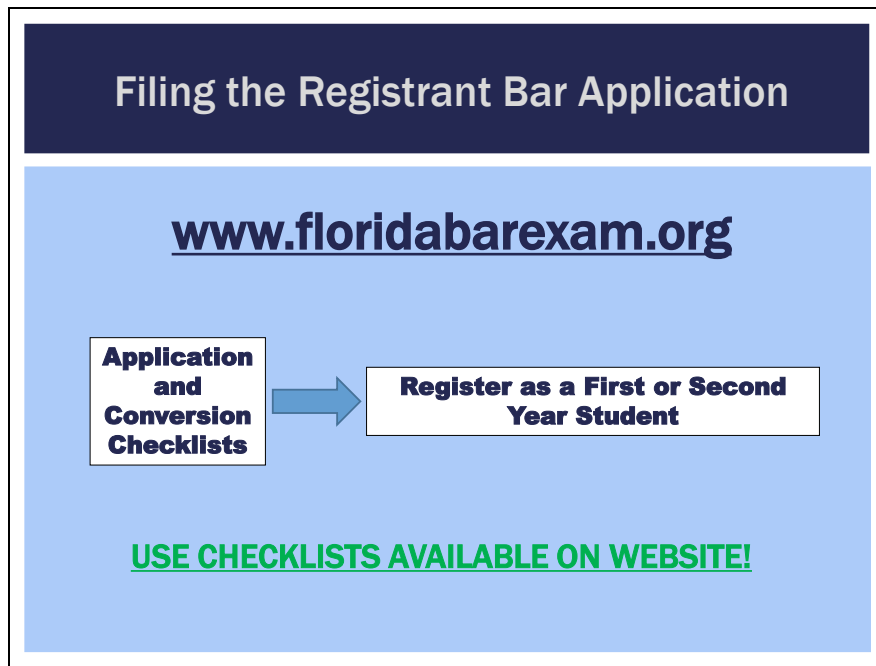 Filing the Registrant Bar Application
www.floridabarexam.org
Application
and
Conversion
Checklists
Register as a First or Second
Year Student
USE CHECKLISTS AVAILABLE ON WEBSITE!